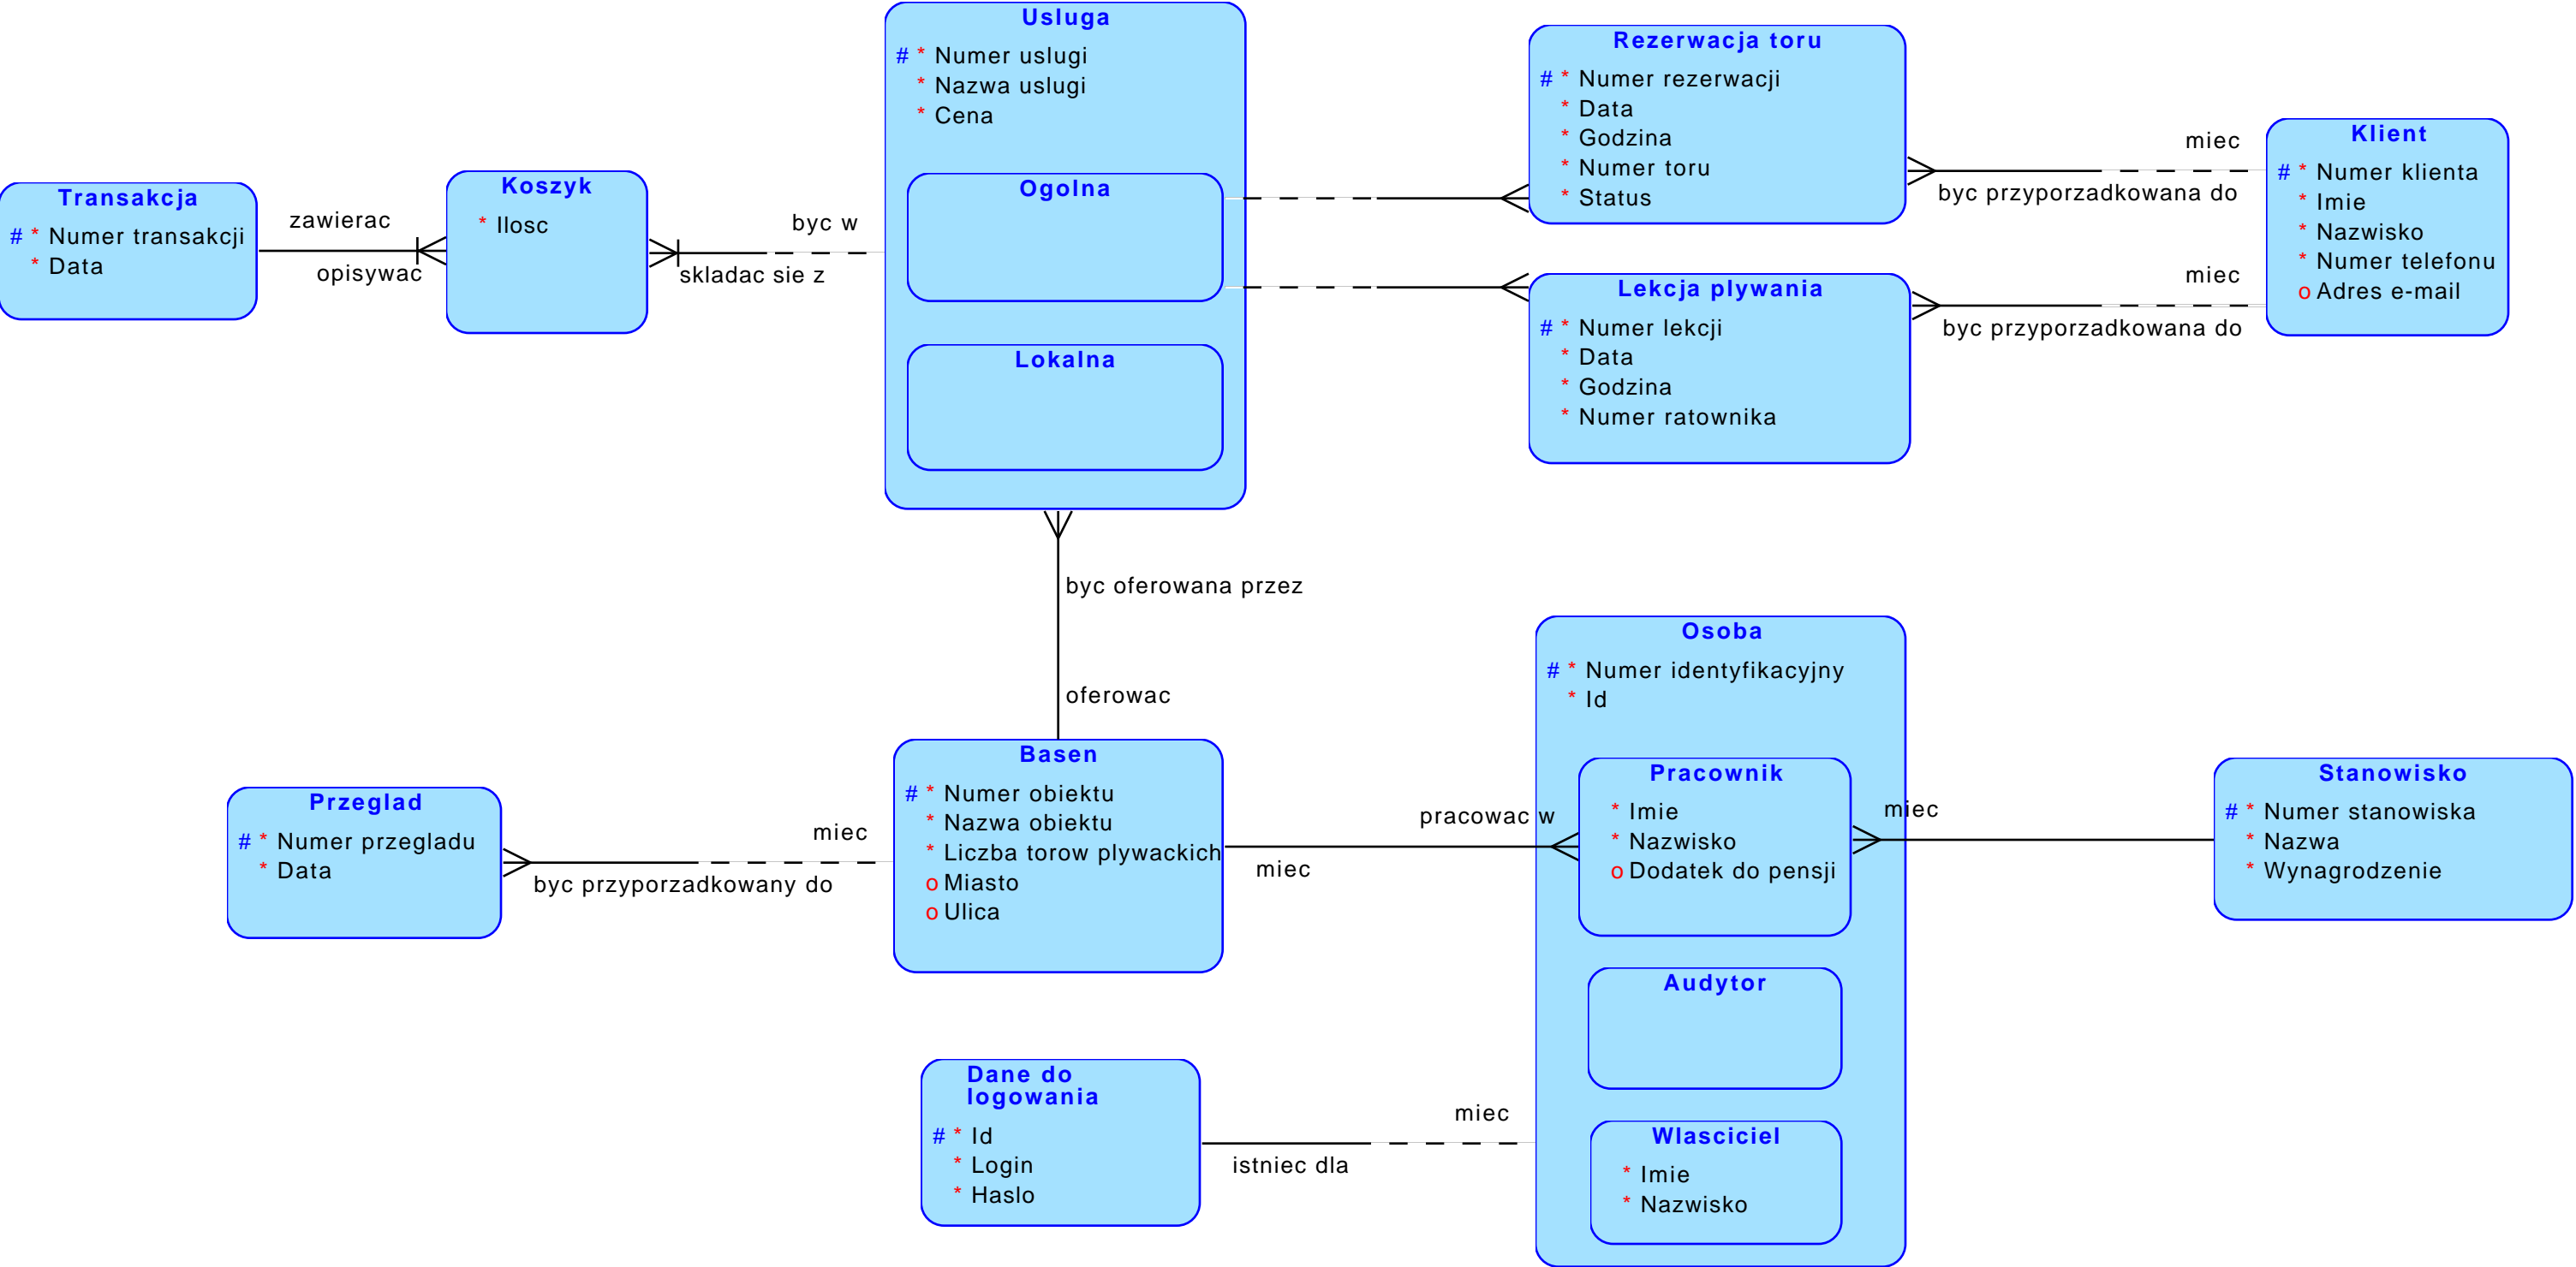 Transakcja
# * Numer transakcji
* Data
zawierac
opisywac
Koszyk
* Ilosc
byc w
skladac sie z
Usluga
# * Numer uslugi
* Nazwa uslugi
* Cena
Ogolna
Lokalna
Rezerwacja toru
# * Numer rezerwacji
* Data
* Godzina
* Numer toru
* Status
miec
byc przyporzadkowana do
Lekcja plywania
# * Numer lekcji
* Data
* Godzina
* Numer ratownika
miec
byc przyporzadkowana do
Klient
# * Numer klienta
* Imie
* Nazwisko
* Numer telefonu
o Adres e-mail
byc oferowana przez
oferowac
Przeglad
# * Numer przegladu
* Data
miec
byc przyporzadkowany do
Basen
# * Numer obiektu
* Nazwa obiektu
* Liczba torow plywackich
o Miasto
o Ulica
pracowac w
miec
Osoba
# * Numer identyfikacyjny
* Id
Pracownik
* Imie
* Nazwisko
o Dodatek do pensji
miec
Stanowisko
# * Numer stanowiska
* Nazwa
* Wynagrodzenie
Audytor
Wlasciciel
* Imie
* Nazwisko
Dane do
logowania
# * Id
* Login
* Haslo
miec
istniec dla